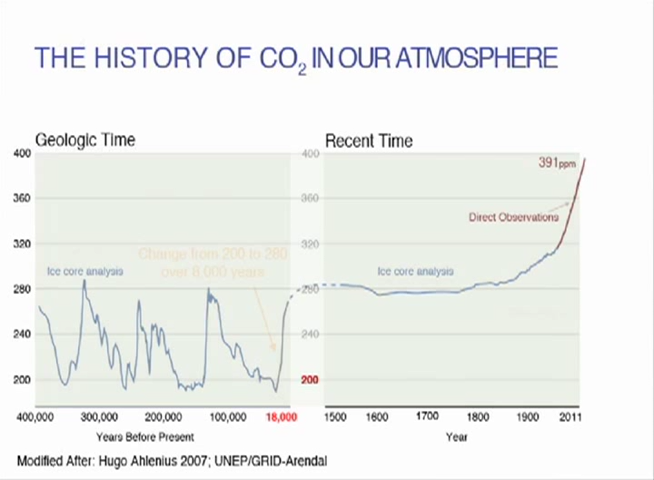 THE HISTORY OF CO2 IN OUR ATMOSPHERE
Geologic Time
400
360
320
280
240
200
Ice core analysis
Change from 200 to 280
over 8,000 years
400,000 300,000 200,000 100,000 18,000
Years Before Present
Recent Time
400
360
320
280
240
200
391ppm
Direct Observations
Ice core analysis
1500 1600 1700 1800 1900 2011
Year
Modified After: Hugo Ahlenius 2007; UNEP/GRID-Arendal